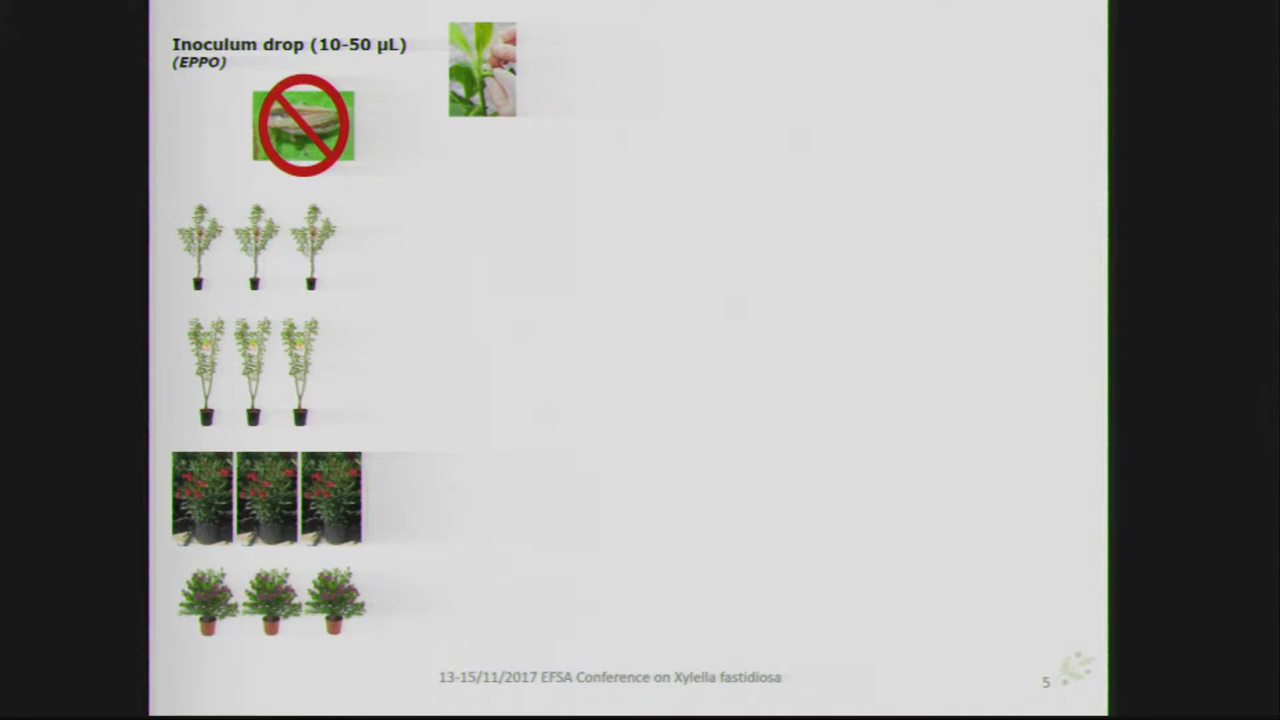 Inoculum drop (10-50 µL)
(EPPO)
13-15/11/2017 EFSA Conference on Xylella fastidiosa
5